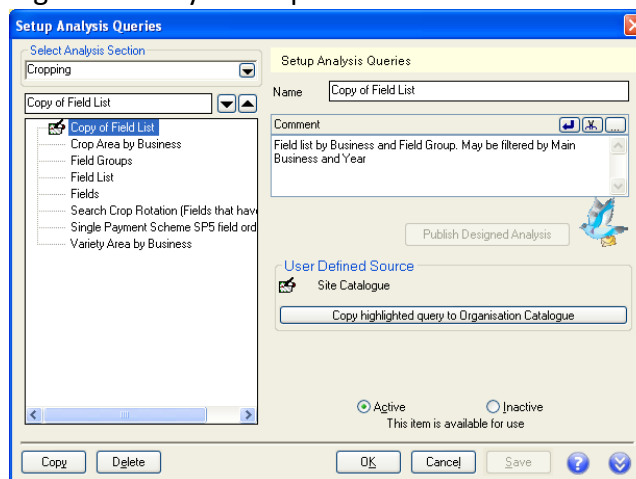 Setup Analysis Queries
Select Analysis Section
Cropping
Copy of Field List
Copy of Field List
Crop Area by Business
Field Groups
Field List
Fields
Search Crop Rotation (Fields that have
Single Payment Scheme SP5 field ord
Variety Area by Business
Setup Analysis Queries
Name Copy of Field List
Comment ...
Field list by Business and Field Group. May be filtered by Main
Business and Year
Publish Designed Analysis
User Defined Source
Site Catalogue
Copy highlighted query to Organisation Catalogue
Active Inactive
This item is available for use
Copy Delete OK Cancel Save ?